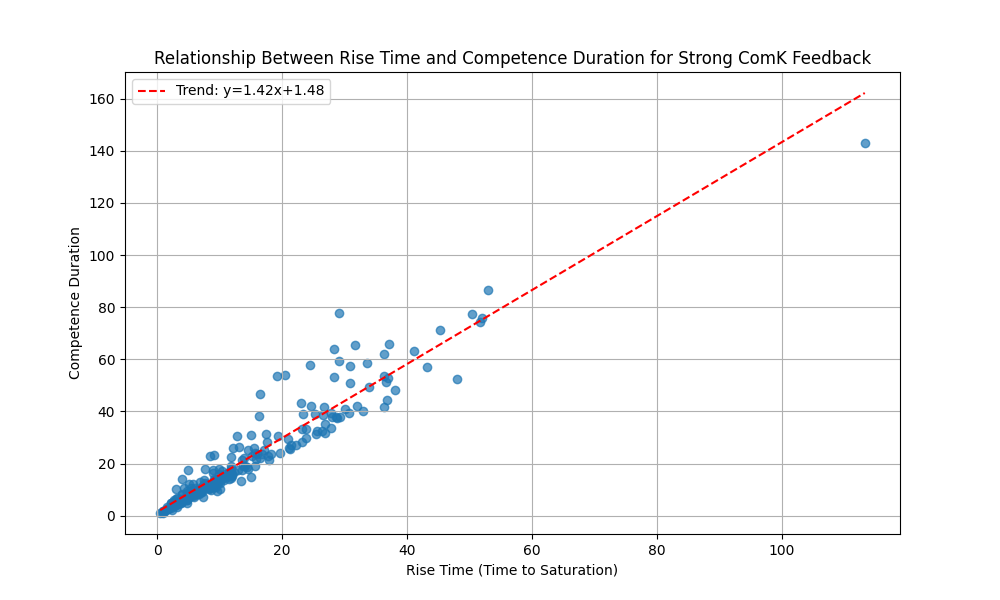 Relationship Between Rise Time and Competence Duration for Strong ComK Feedback
Trend: y=1.42x+1.48
160
140
120
100
80
60
40
20
0
Competence Duration
0 20 40 60 80 100
Rise Time (Time to Saturation)